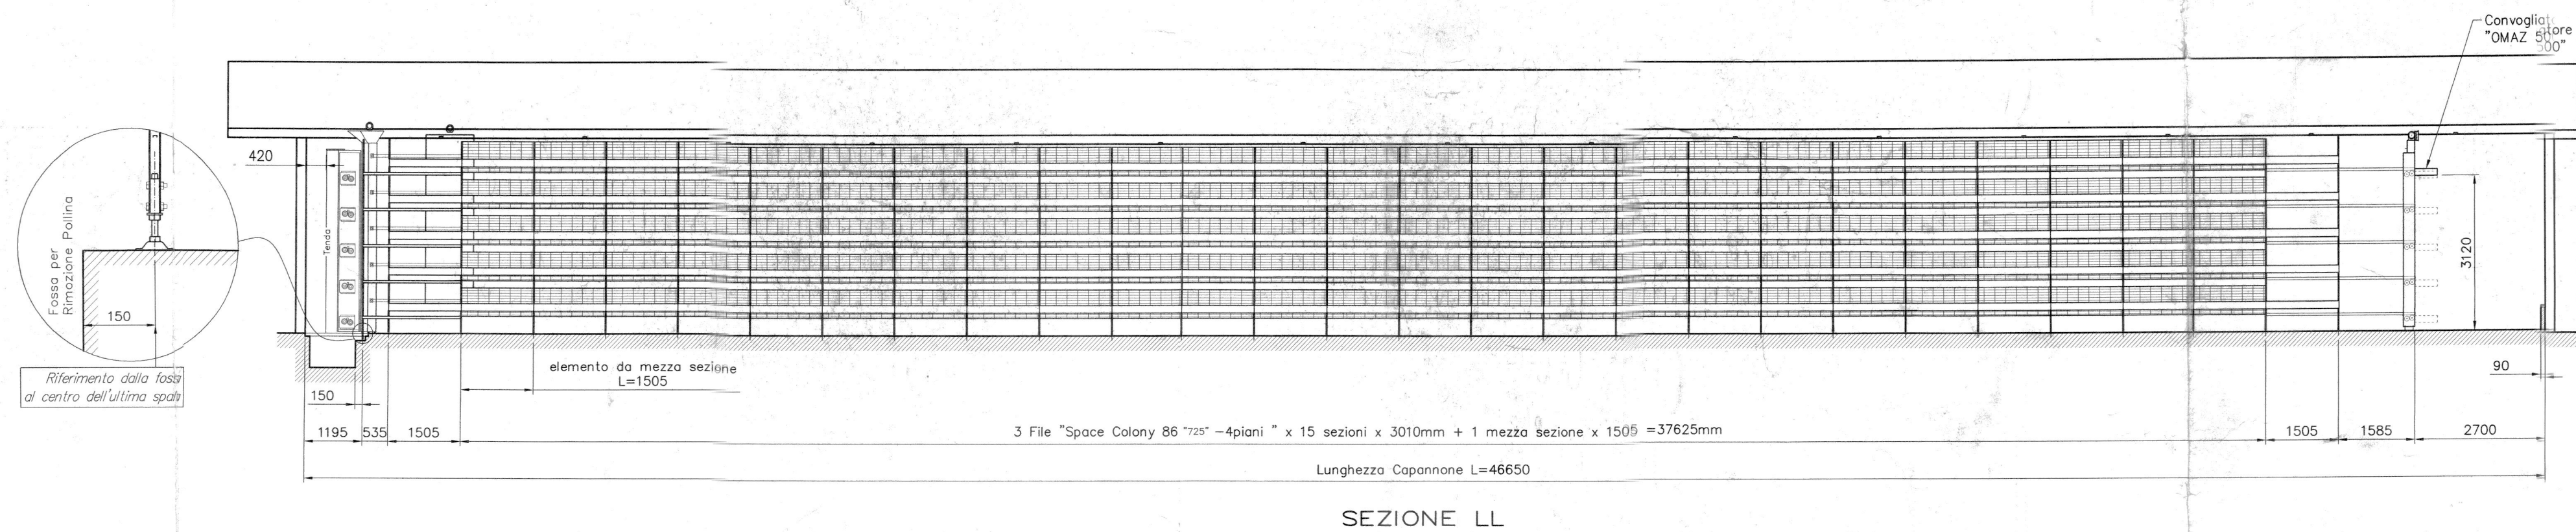 Convogliatore
"OMAZ 500"
420
Tenda
Fossa per
Rimozione Pollina
150
Riferimento dalla fossa
al centro dell'ultima spalla
3120
elemento da mezza sezione
L=1505
150
90
1195
535
1505
3 File "Space Colony 86 "725" -4piani " x 15 sezioni x 3010mm + 1 mezza sezione x 1505 =37625mm
1505
1585
2700
Lunghezza Capannone L=46650
SEZIONE LL